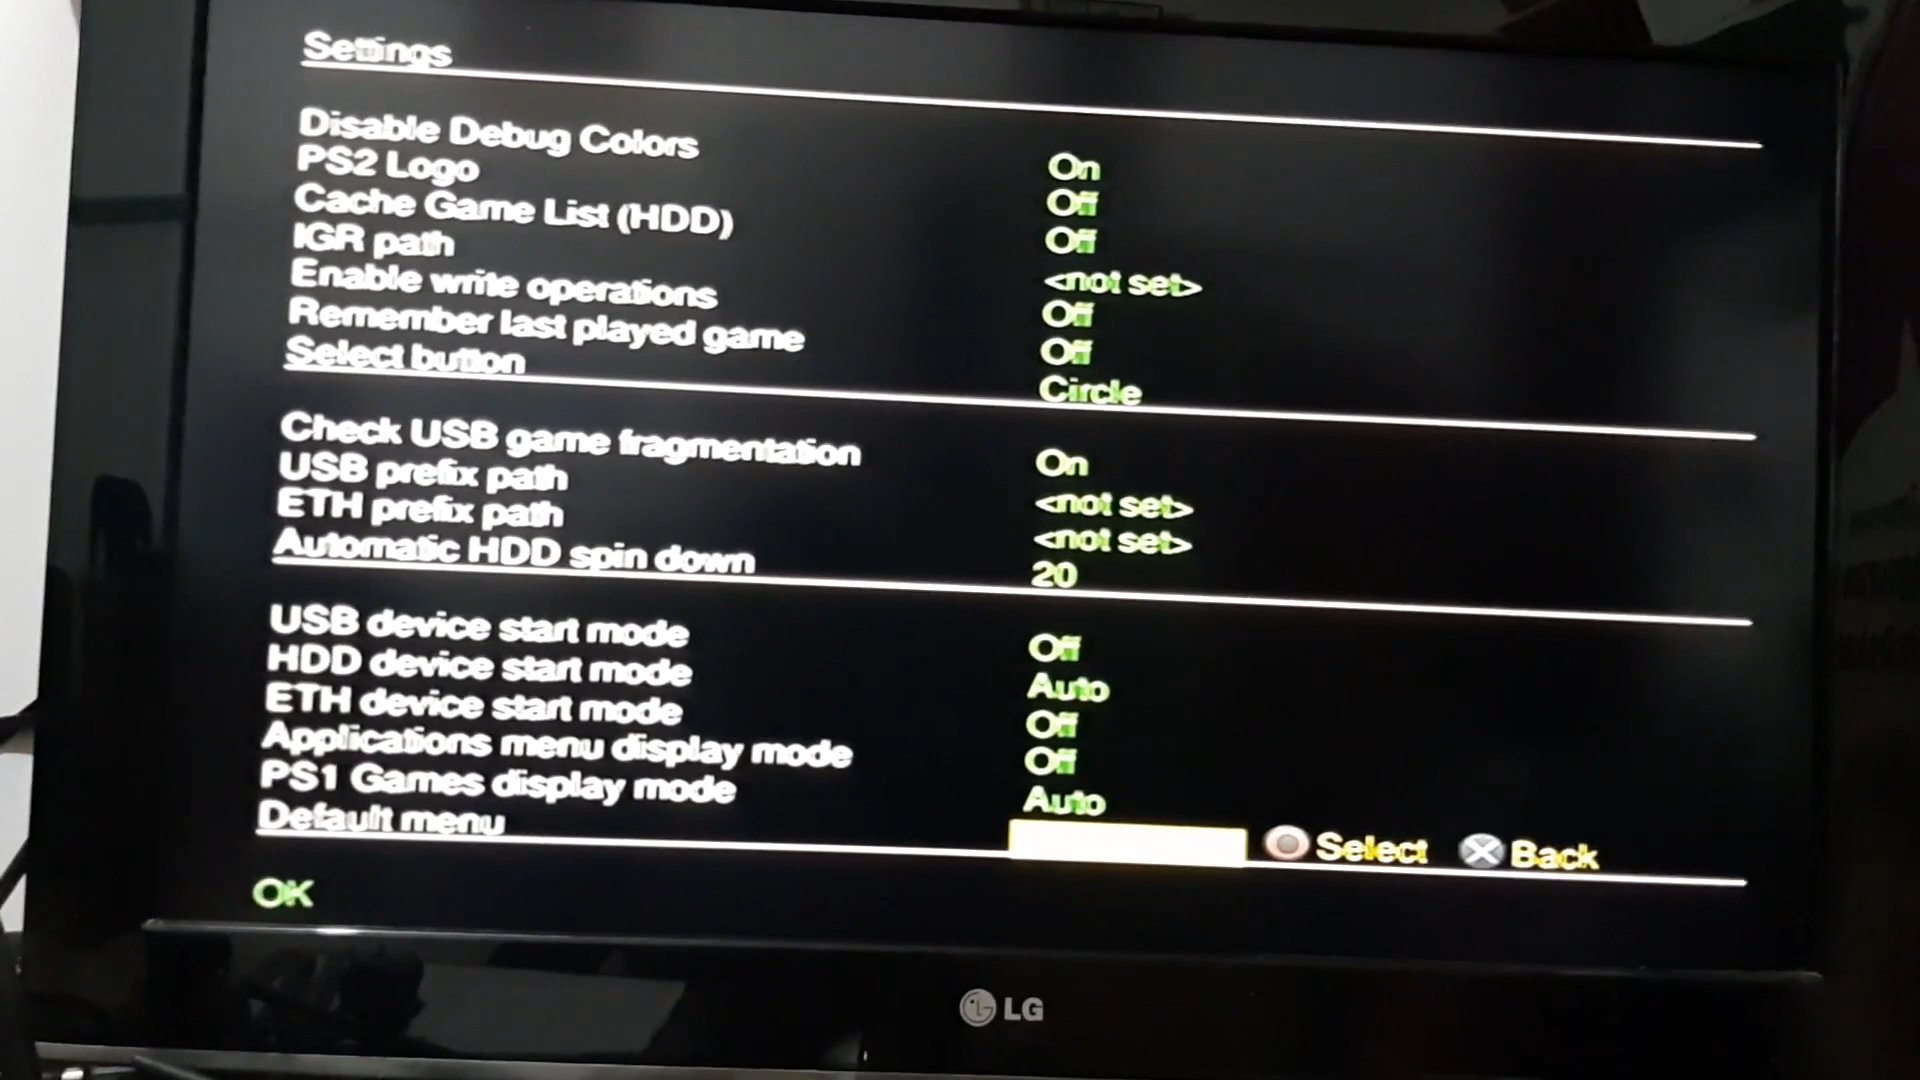 Settings
Disable Debug Colors On
PS2 Logo Off
Cache Game List (HDD) Off
IGR path <not set>
Enable write operations Off
Remember last played game Off
Select button Circle
Check USB game fragmentation On
USB prefix path <not set>
ETH prefix path <not set>
Automatic HDD spin down 20
USB device start mode Off
HDD device start mode Auto
ETH device start mode Off
Applications menu display mode Off
PS1 Games display mode Auto
Default menu Select Back
OK
LG